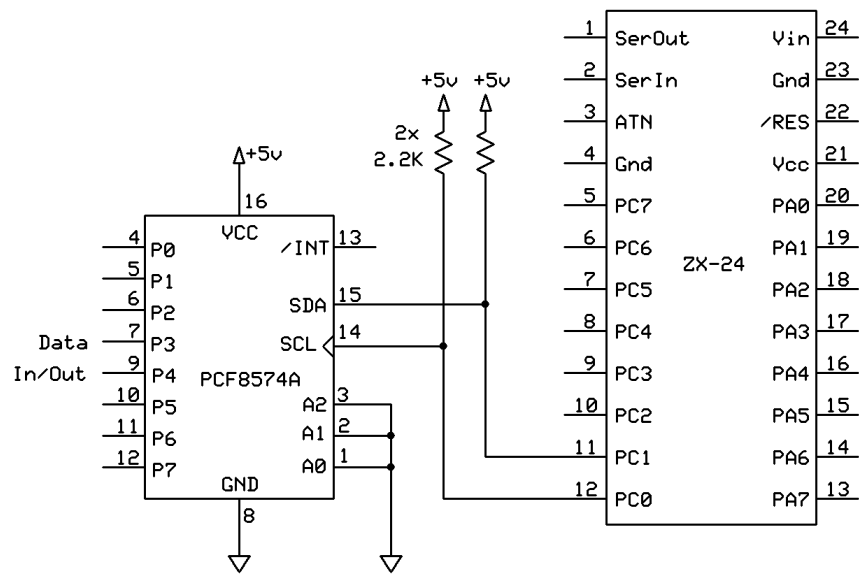 +5v
+5v
2x
2.2K
+5v
16
VCC
4 P0
5 P1
6 P2
7 P3
9 P4
10 P5
11 P6
12 P7
Data
In/Out
/INT 13
SDA 15
SCL 14
PCF8574A
A2 3
A1 2
A0 1
GND
8
1 SerOut
2 SerIn
3 ATN
4 Gnd
5 PC7
6 PC6
7 PC5
8 PC4
9 PC3
10 PC2
11 PC1
12 PC0
ZX-24
Vin 24
Gnd 23
/RES 22
Vcc 21
PA0 20
PA1 19
PA2 18
PA3 17
PA4 16
PA5 15
PA6 14
PA7 13